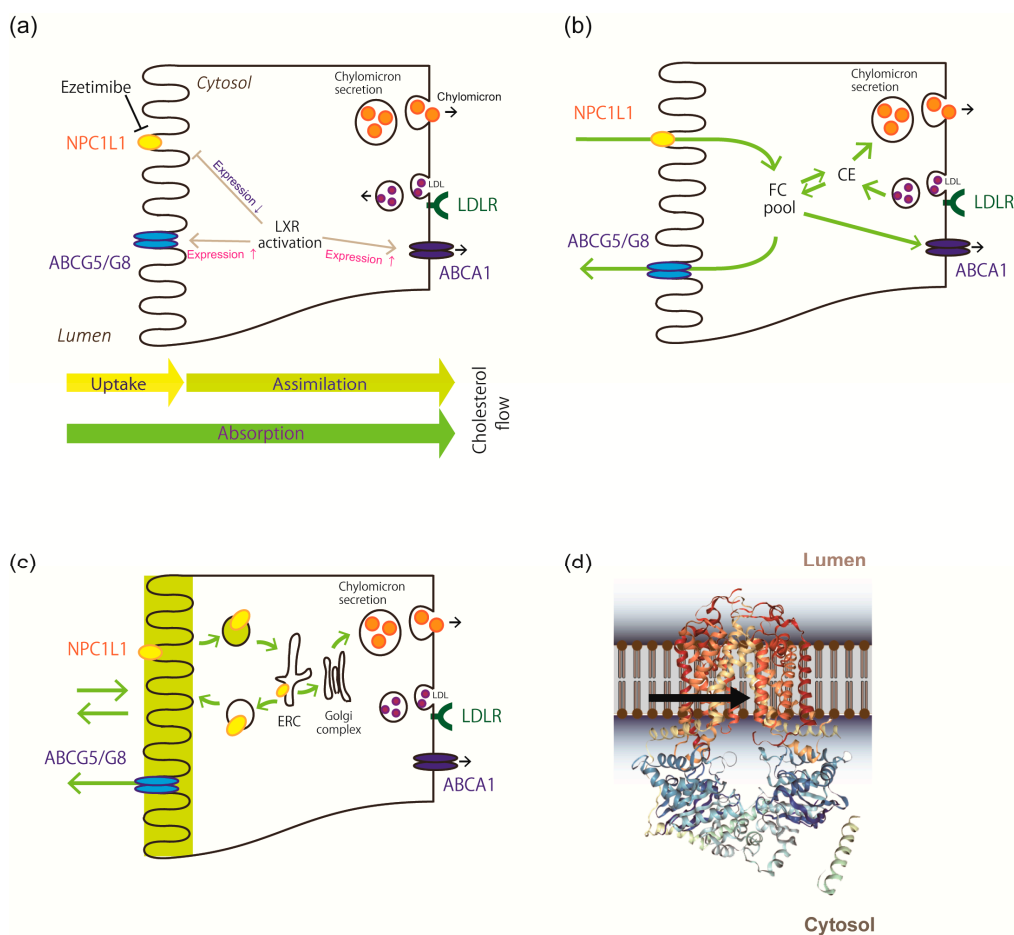 (a)
Cytosol
Ezetimibe
NPC1L1
Chylomicron
secretion
Chylomicron
Expression ↓
LDL
LDLR
LXR
activation
Expression ↑
Expression ↑
ABCG5/G8
ABCA1
Lumen
Uptake
Assimilation
Absorption
Cholesterol
flow
(b)
Chylomicron
secretion
NPC1L1
CE
FC
pool
LDL
LDLR
ABCG5/G8
ABCA1
(c)
Chylomicron
secretion
NPC1L1
ERC
Golgi
complex
LDL
LDLR
ABCG5/G8
ABCA1
(d)
Lumen
Cytosol